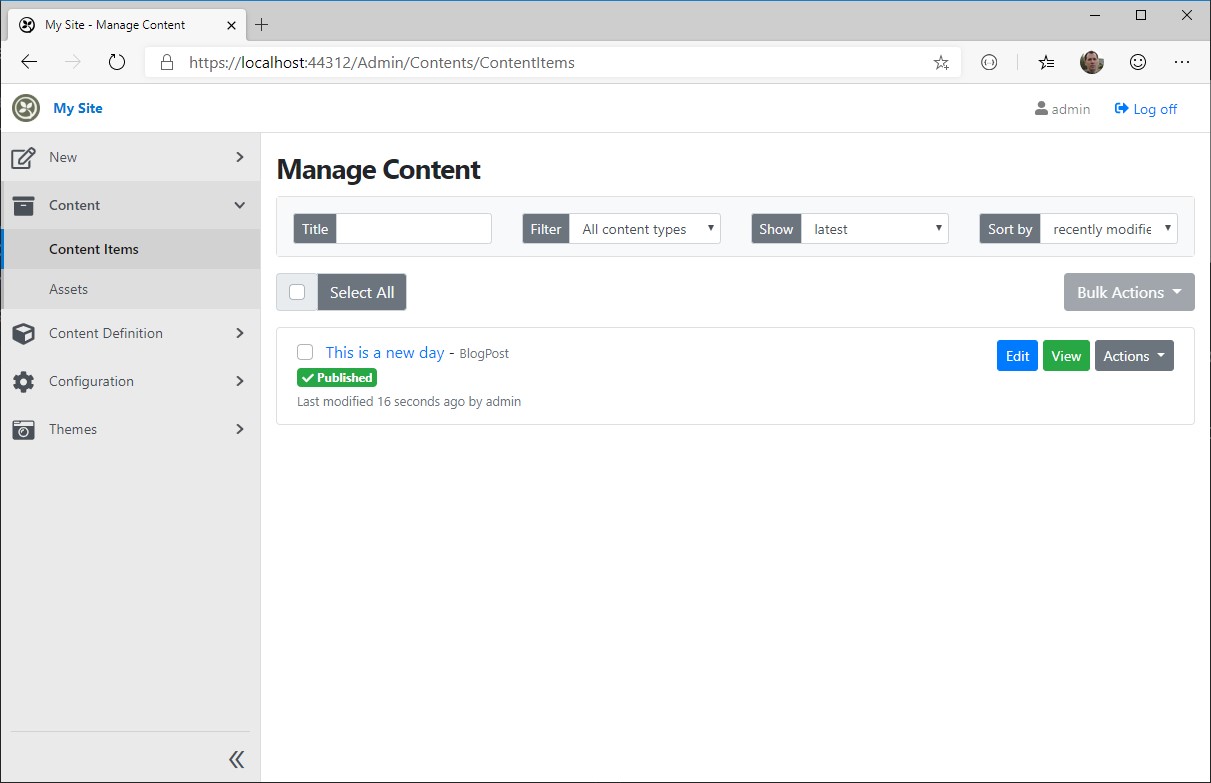 My Site - Manage Content
https://localhost:44312/Admin/Contents/ContentItems
My Site
admin
Log off
New
Content
Content Items
Assets
Content Definition
Configuration
Themes
Manage Content
Title
Filter All content types
Show latest
Sort by recently modifie
Select All
Bulk Actions
This is a new day - BlogPost
Edit View Actions
Published
Last modified 16 seconds ago by admin